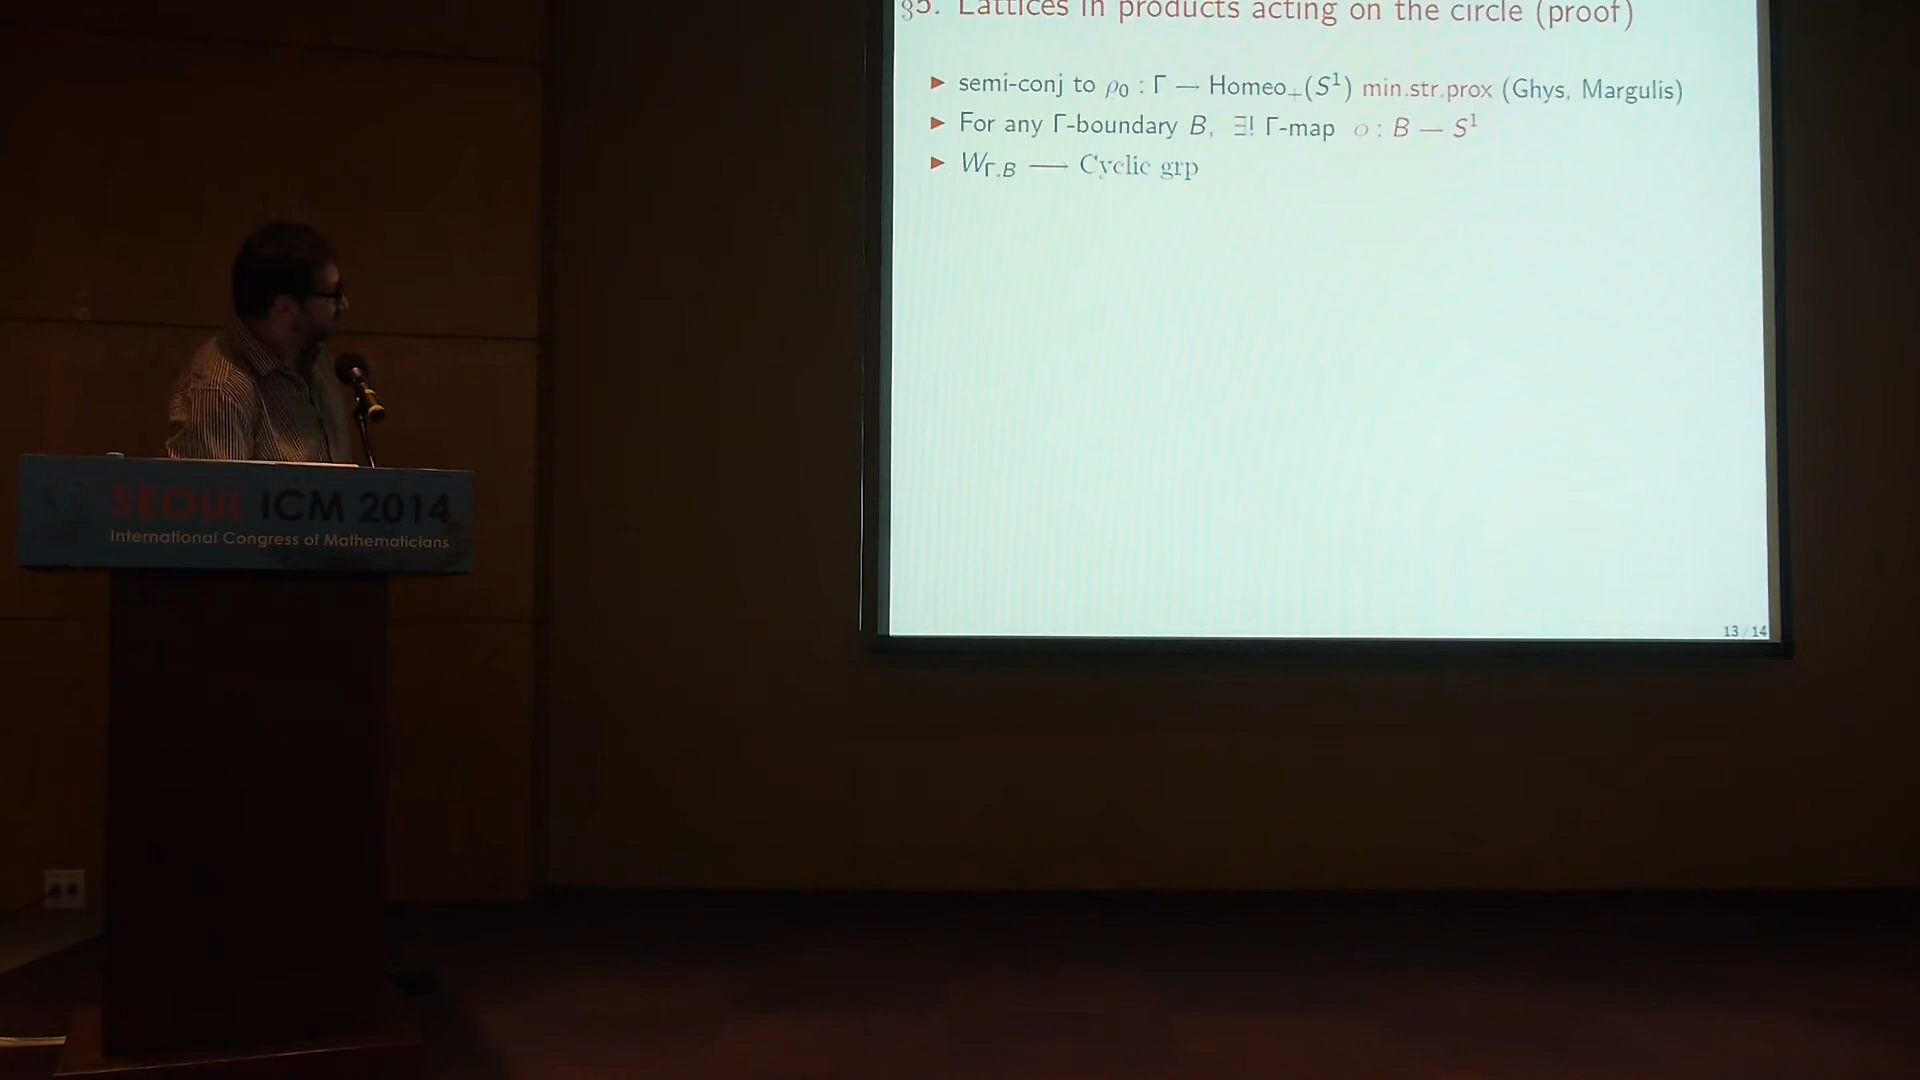 §5. Lattices in products acting on the circle (proof)
▶ semi-conj to ρ₀ : Γ → Homeo₊(S¹) min.str.prox (Ghys, Margulis)
▶ For any Γ-boundary B, ∃! Γ-map φ : B → S¹
▶ W_Γ,B → Cyclic grp
13 / 14
SEOUL ICM 2014
International Congress of Mathematicians